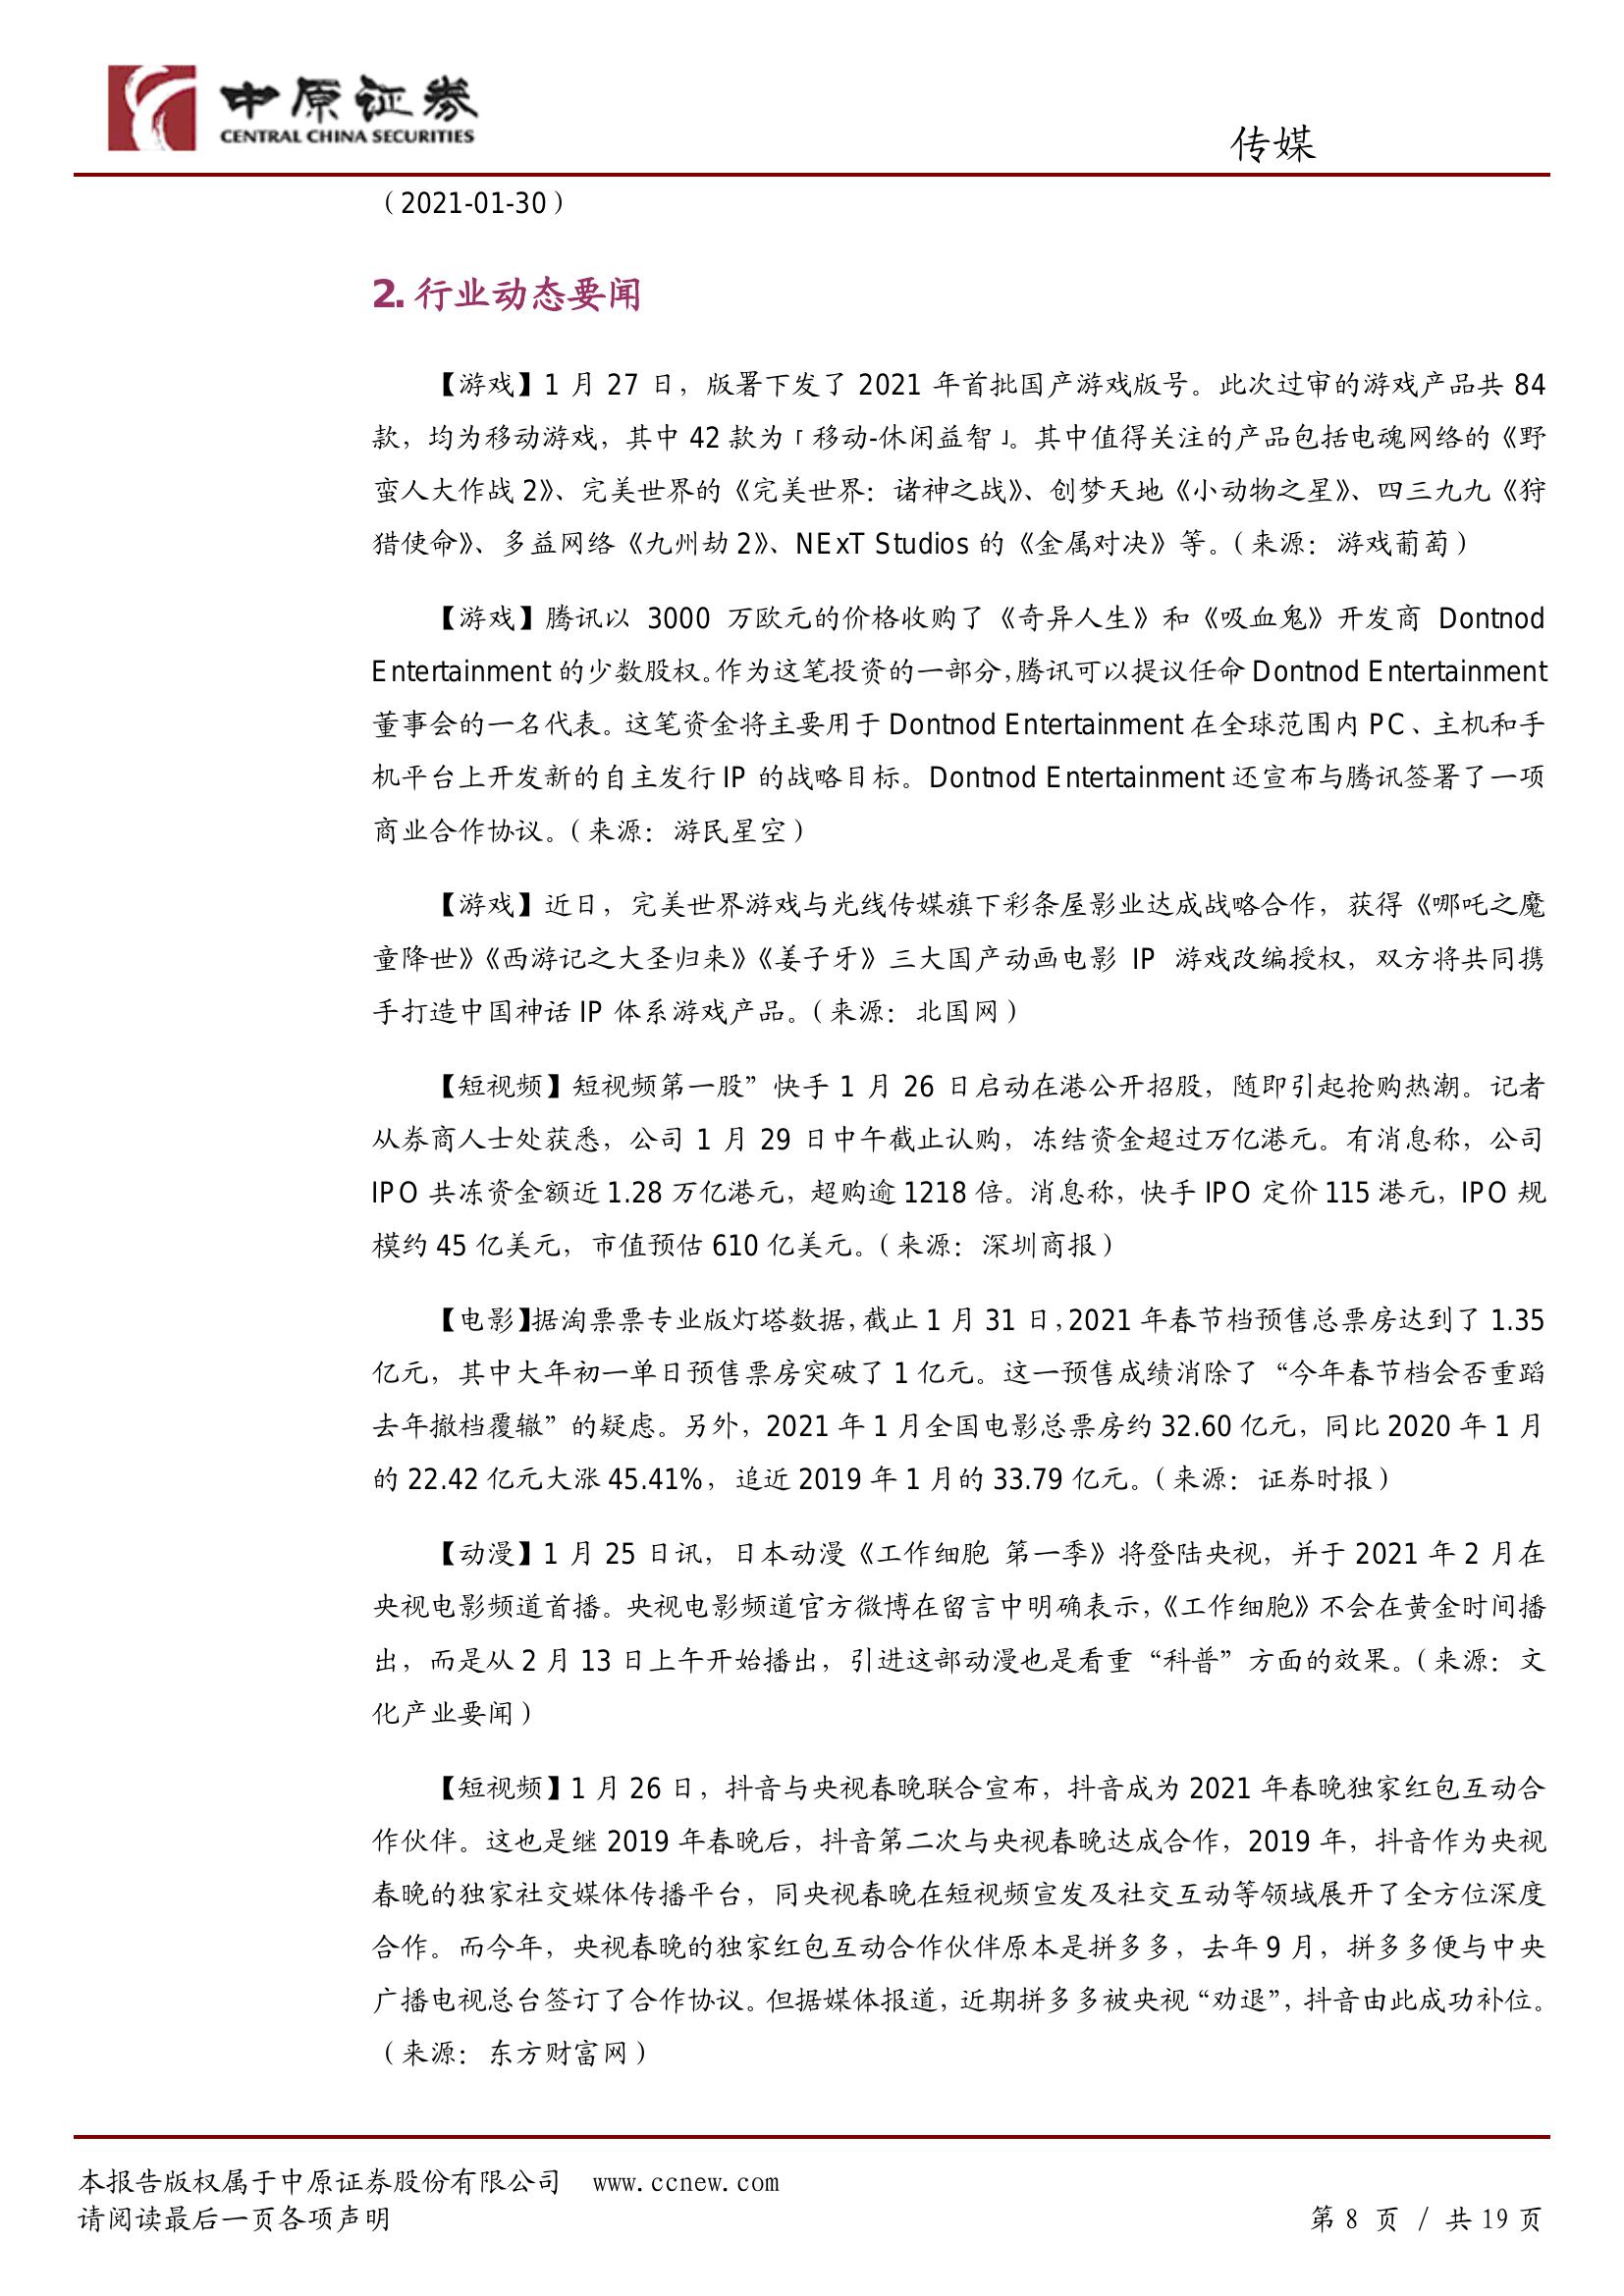 中原证券
CENTRAL CHINA SECURITIES
传媒
（2021-01-30）
2. 行业动态要闻
【游戏】1 月 27 日，版署下发了 2021 年首批国产游戏版号。此次过审的游戏产品共 84
款，均为移动游戏，其中 42 款为「移动-休闲益智」。其中值得关注的产品包括电魂网络的《野
蛮人大作战 2》、完美世界的《完美世界：诸神之战》、创梦天地《小动物之星》、四三九九《狩
猎使命》、多益网络《九州劫 2》、NExT Studios 的《金属对决》等。（来源：游戏葡萄）
【游戏】腾讯以 3000 万欧元的价格收购了《奇异人生》和《吸血鬼》开发商 Dontnod
Entertainment 的少数股权。作为这笔投资的一部分，腾讯可以提议任命 Dontnod Entertainment
董事会的一名代表。这笔资金将主要用于 Dontnod Entertainment 在全球范围内 PC、主机和手
机平台上开发新的自主发行 IP 的战略目标。Dontnod Entertainment 还宣布与腾讯签署了一项
商业合作协议。（来源：游民星空）
【游戏】近日，完美世界游戏与光线传媒旗下彩条屋影业达成战略合作，获得《哪吒之魔
童降世》《西游记之大圣归来》《姜子牙》三大国产动画电影 IP 游戏改编授权，双方将共同携
手打造中国神话 IP 体系游戏产品。（来源：北国网）
【短视频】短视频第一股”快手 1 月 26 日启动在港公开招股，随即引起抢购热潮。记者
从券商人士处获悉，公司 1 月 29 日中午截止认购，冻结资金超过万亿港元。有消息称，公司
IPO 共冻资金额近 1.28 万亿港元，超购逾 1218 倍。消息称，快手 IPO 定价 115 港元，IPO 规
模约 45 亿美元，市值预估 610 亿美元。（来源：深圳商报）
【电影】据淘票票专业版灯塔数据，截止 1 月 31 日，2021 年春节档预售总票房达到了 1.35
亿元，其中大年初一单日预售票房突破了 1 亿元。这一预售成绩消除了“今年春节档会否重蹈
去年撤档覆辙”的疑虑。另外，2021 年 1 月全国电影总票房约 32.60 亿元，同比 2020 年 1 月
的 22.42 亿元大涨 45.41%，追近 2019 年 1 月的 33.79 亿元。（来源：证券时报）
【动漫】1 月 25 日讯，日本动漫《工作细胞 第一季》将登陆央视，并于 2021 年 2 月在
央视电影频道首播。央视电影频道官方微博在留言中明确表示，《工作细胞》不会在黄金时间播
出，而是从 2 月 13 日上午开始播出，引进这部动漫也是看重“科普”方面的效果。（来源：文
化产业要闻）
【短视频】1 月 26 日，抖音与央视春晚联合宣布，抖音成为 2021 年春晚独家红包互动合
作伙伴。这也是继 2019 年春晚后，抖音第二次与央视春晚达成合作，2019 年，抖音作为央视
春晚的独家社交媒体传播平台，同央视春晚在短视频宣发及社交互动等领域展开了全方位深度
合作。而今年，央视春晚的独家红包互动合作伙伴原本是拼多多，去年 9 月，拼多多便与中央
广播电视总台签订了合作协议。但据媒体报道，近期拼多多被央视“劝退”，抖音由此成功补位。
（来源：东方财富网）
本报告版权属于中原证券股份有限公司 www.ccnew.com
请阅读最后一页各项声明 第 8 页 / 共 19 页